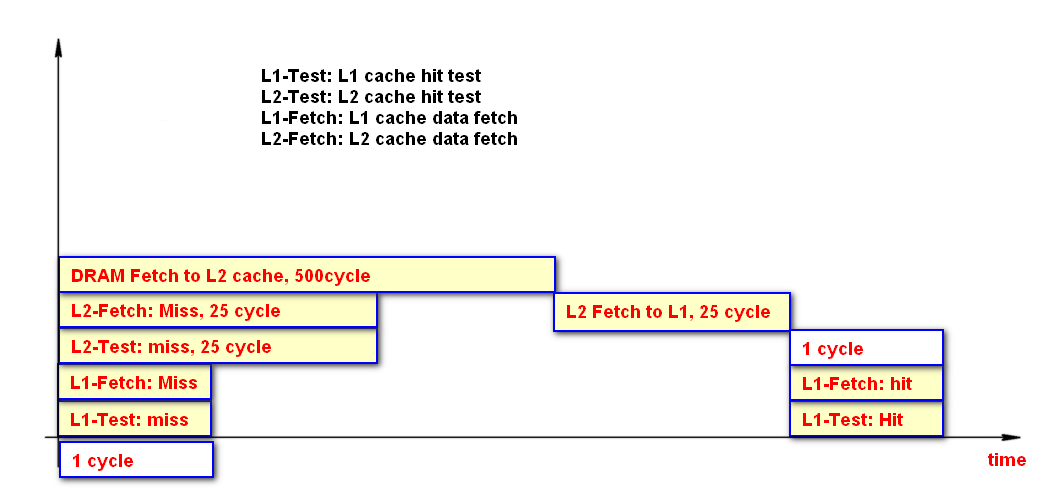 L1-Test: L1 cache hit test
L2-Test: L2 cache hit test
L1-Fetch: L1 cache data fetch
L2-Fetch: L2 cache data fetch
DRAM Fetch to L2 cache, 500cycle
L2-Fetch: Miss, 25 cycle
L2 Fetch to L1, 25 cycle
L2-Test: miss, 25 cycle
1 cycle
L1-Fetch: Miss
L1-Fetch: hit
L1-Test: miss
L1-Test: Hit
1 cycle
time